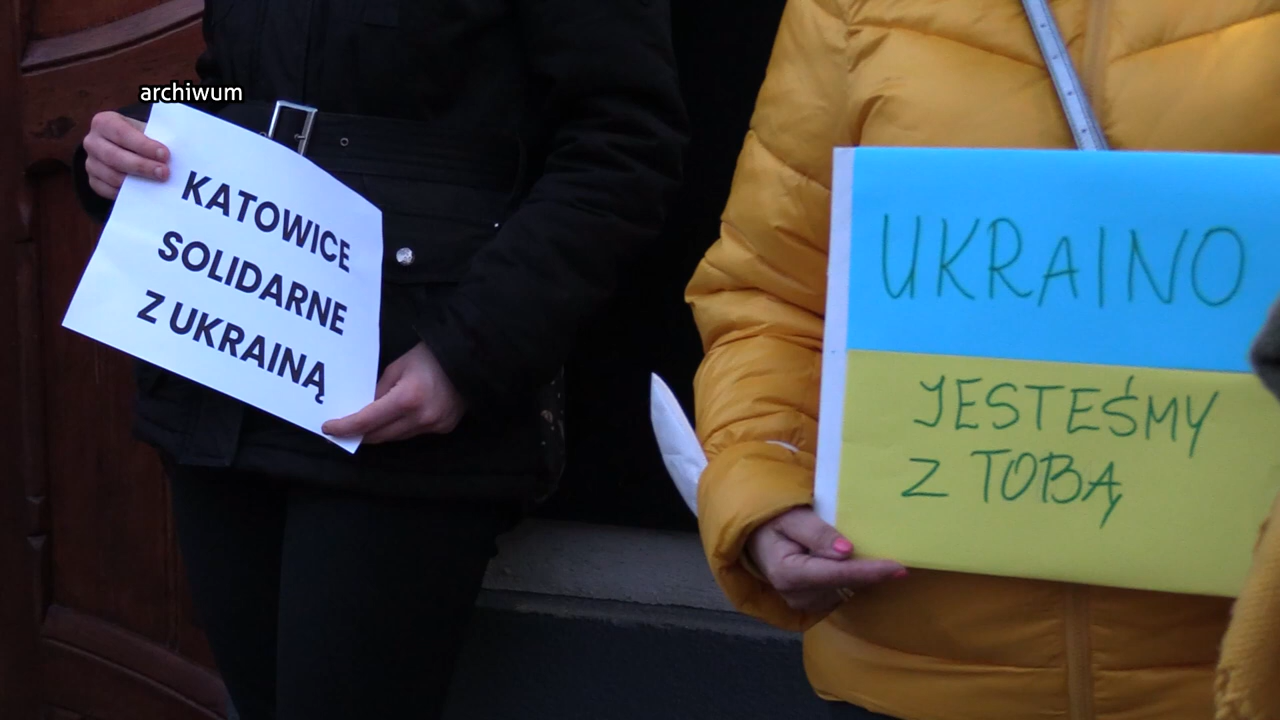 archiwum
KATOWICE
SOLIDARNE
Z UKRAINĄ
UKRAINO
JESTEŚMY
Z TOBĄ